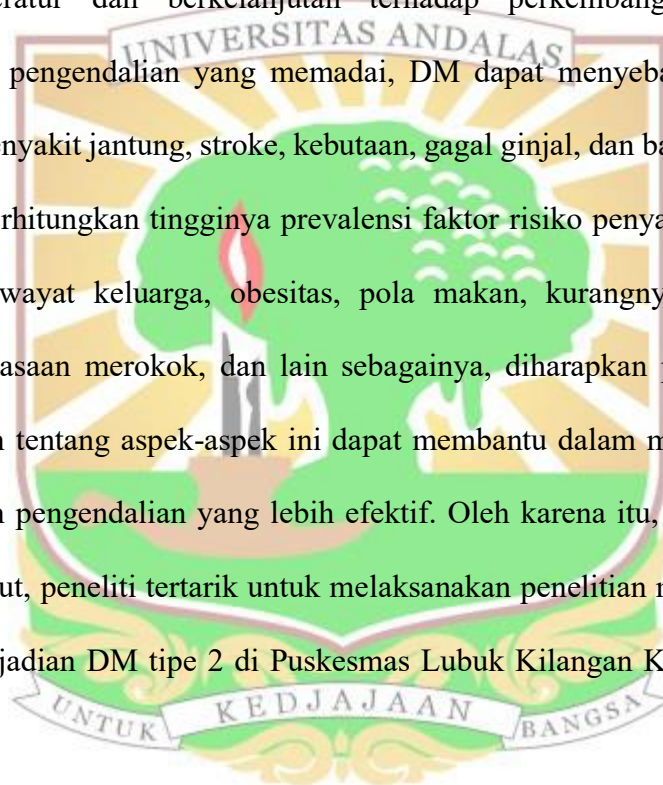 eratur dan berkelanjutan terhadap perkembang
UNIVERSITAS ANDALAS
pengendalian yang memadai, DM dapat menyeba
enyakit jantung, stroke, kebutaan, gagal ginjal, dan ba
rhitungkan tingginya prevalensi faktor risiko penya
wayat keluarga, obesitas, pola makan, kurangny
asaan merokok, dan lain sebagainya, diharapkan p
n tentang aspek-aspek ini dapat membantu dalam m
n pengendalian yang lebih efektif. Oleh karena itu,
ut, peneliti tertarik untuk melaksanakan penelitian m
jadian DM tipe 2 di Puskesmas Lubuk Kilangan K
UNTUK KEDJAJAAN BANGSA